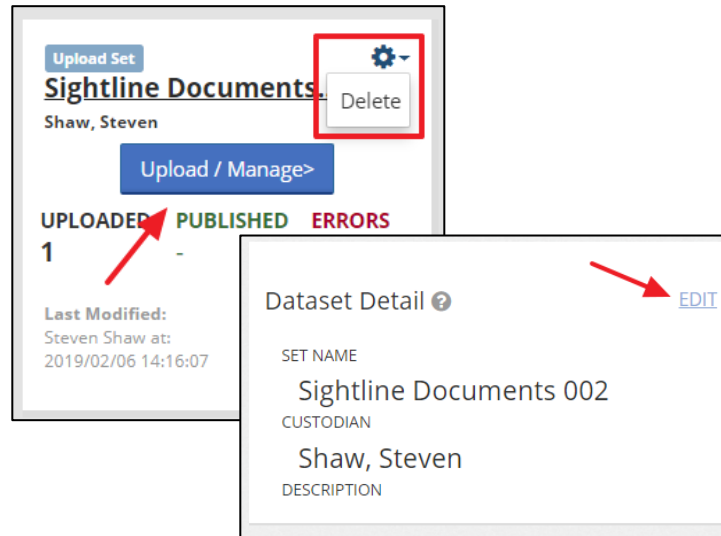 Upload Set
Sightline Documents..
Delete
Shaw, Steven
Upload / Manage>
UPLOADED PUBLISHED ERRORS
1 -
Last Modified:
Steven Shaw at:
2019/02/06 14:16:07
Dataset Detail ?
EDIT
SET NAME
Sightline Documents 002
CUSTODIAN
Shaw, Steven
DESCRIPTION